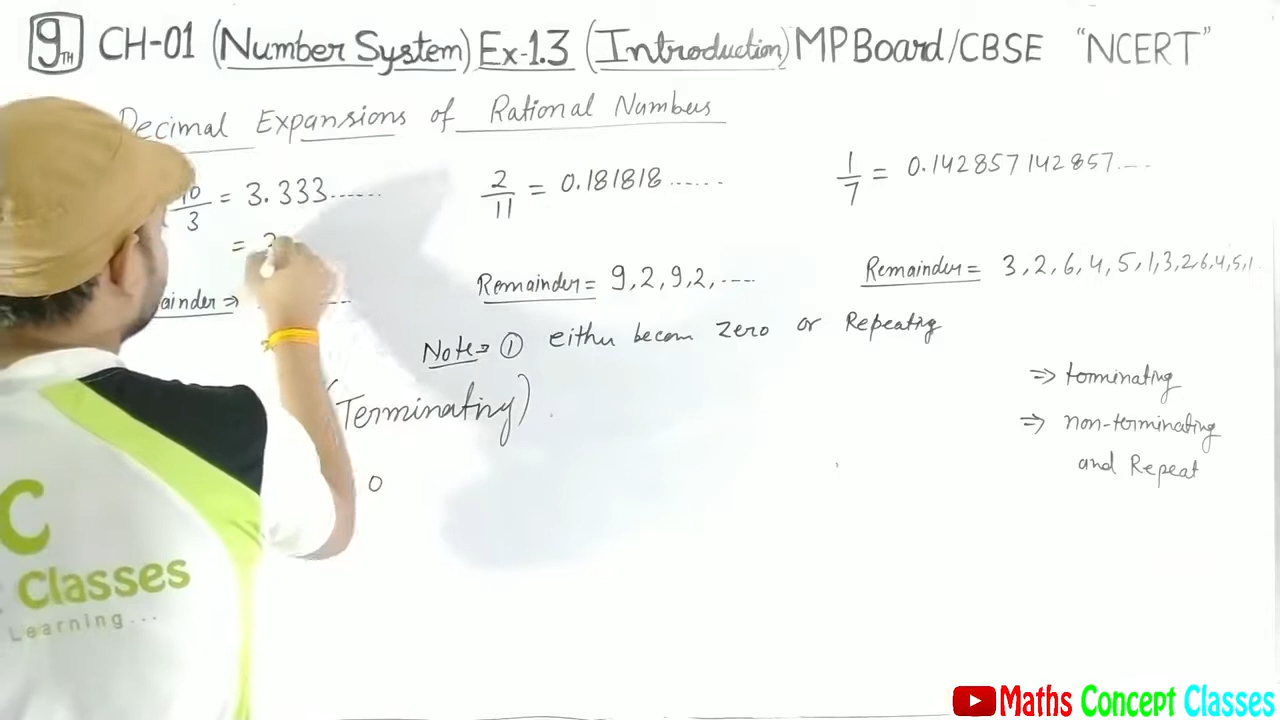 9TH CH-01 (Number System) Ex-1.3 (Introduction) MP Board/CBSE "NCERT"
Decimal Expansions of Rational Numbers
10/3 = 3.333......
=
2/11 = 0.181818......
1/7 = 0.142857142857....
Remainder = 9,2,9,2,....
Remainder = 3,2,6,4,5,1,3,2,6,4,5,1.
Note → ① either becom Zero or Repeating
(Terminating)
⇒ terminating
⇒ non-terminating
and Repeat
0
C
Classes
Learning...
Maths Concept Classes